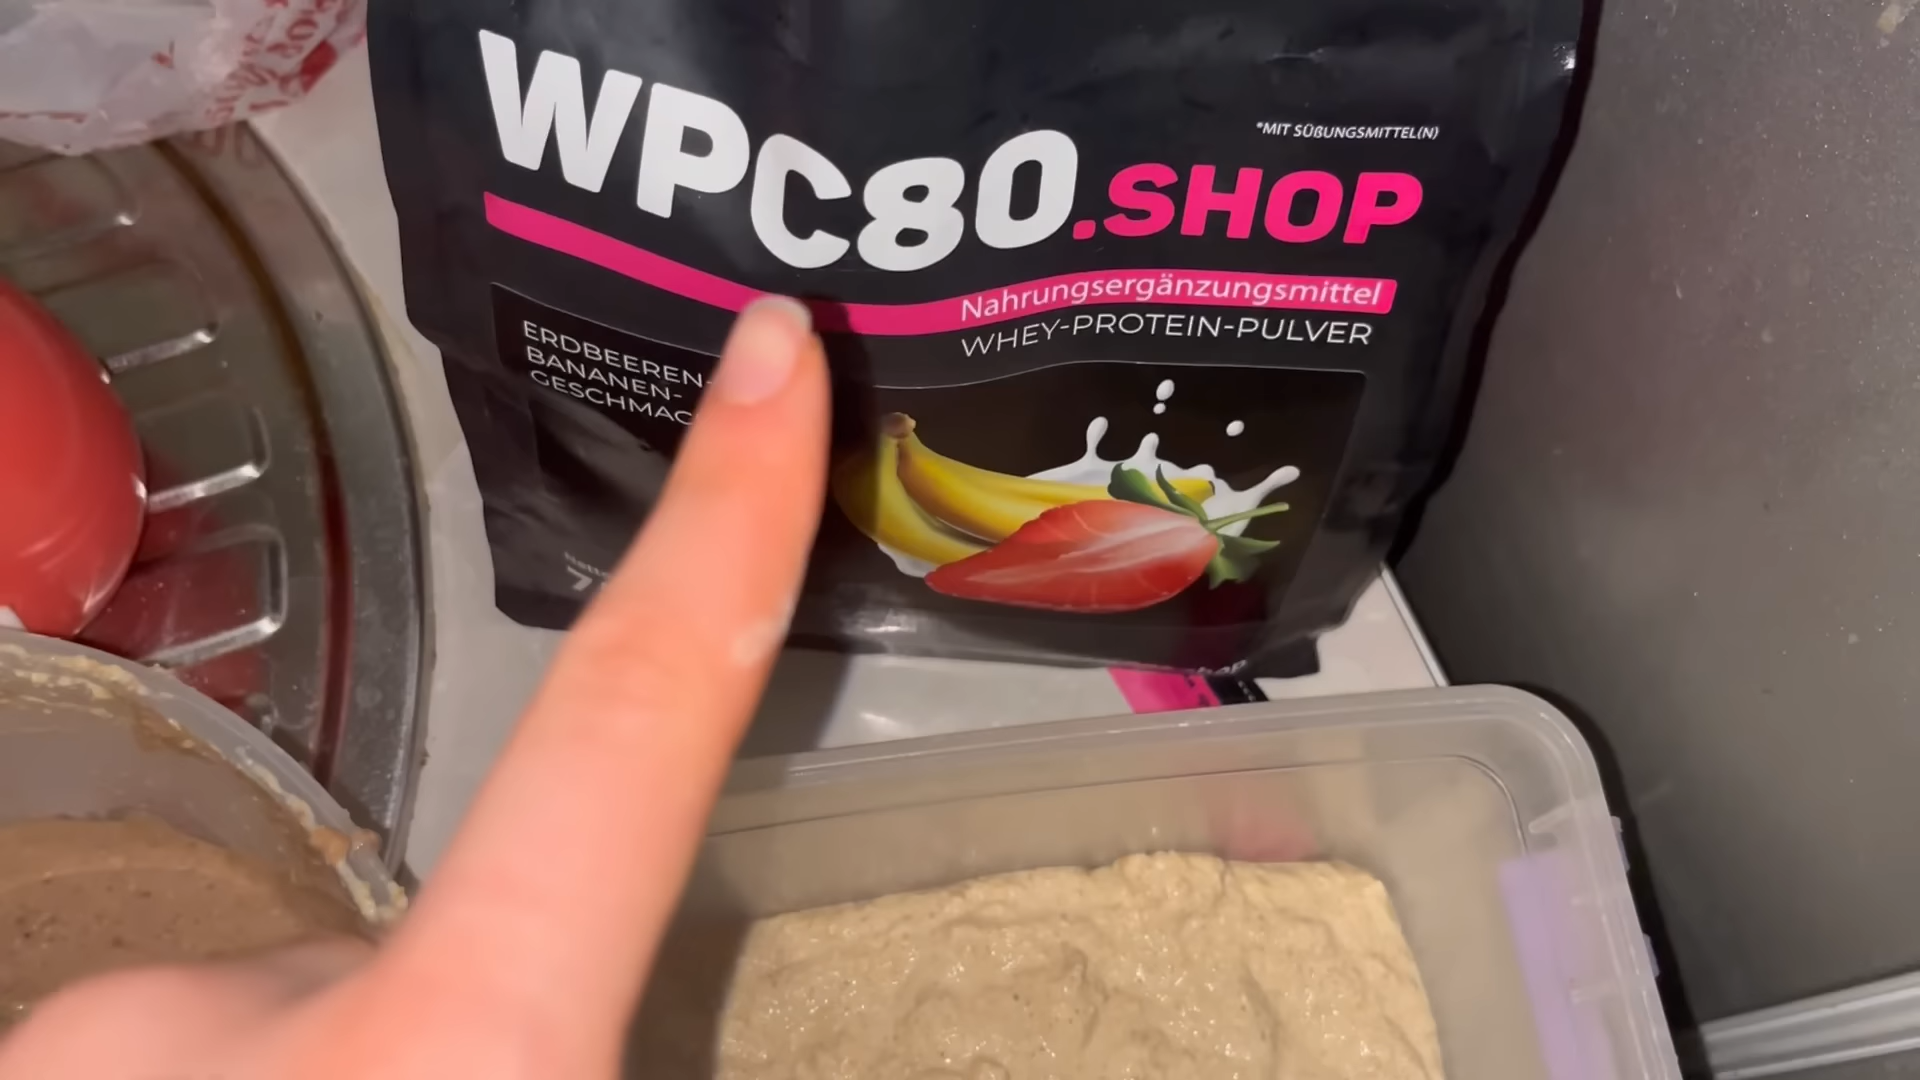 WPC80.SHOP
*MIT SÜßUNGSMITTEL(N)
Nahrungsergänzungsmittel
WHEY-PROTEIN-PULVER
ERDBEEREN-
BANANEN-